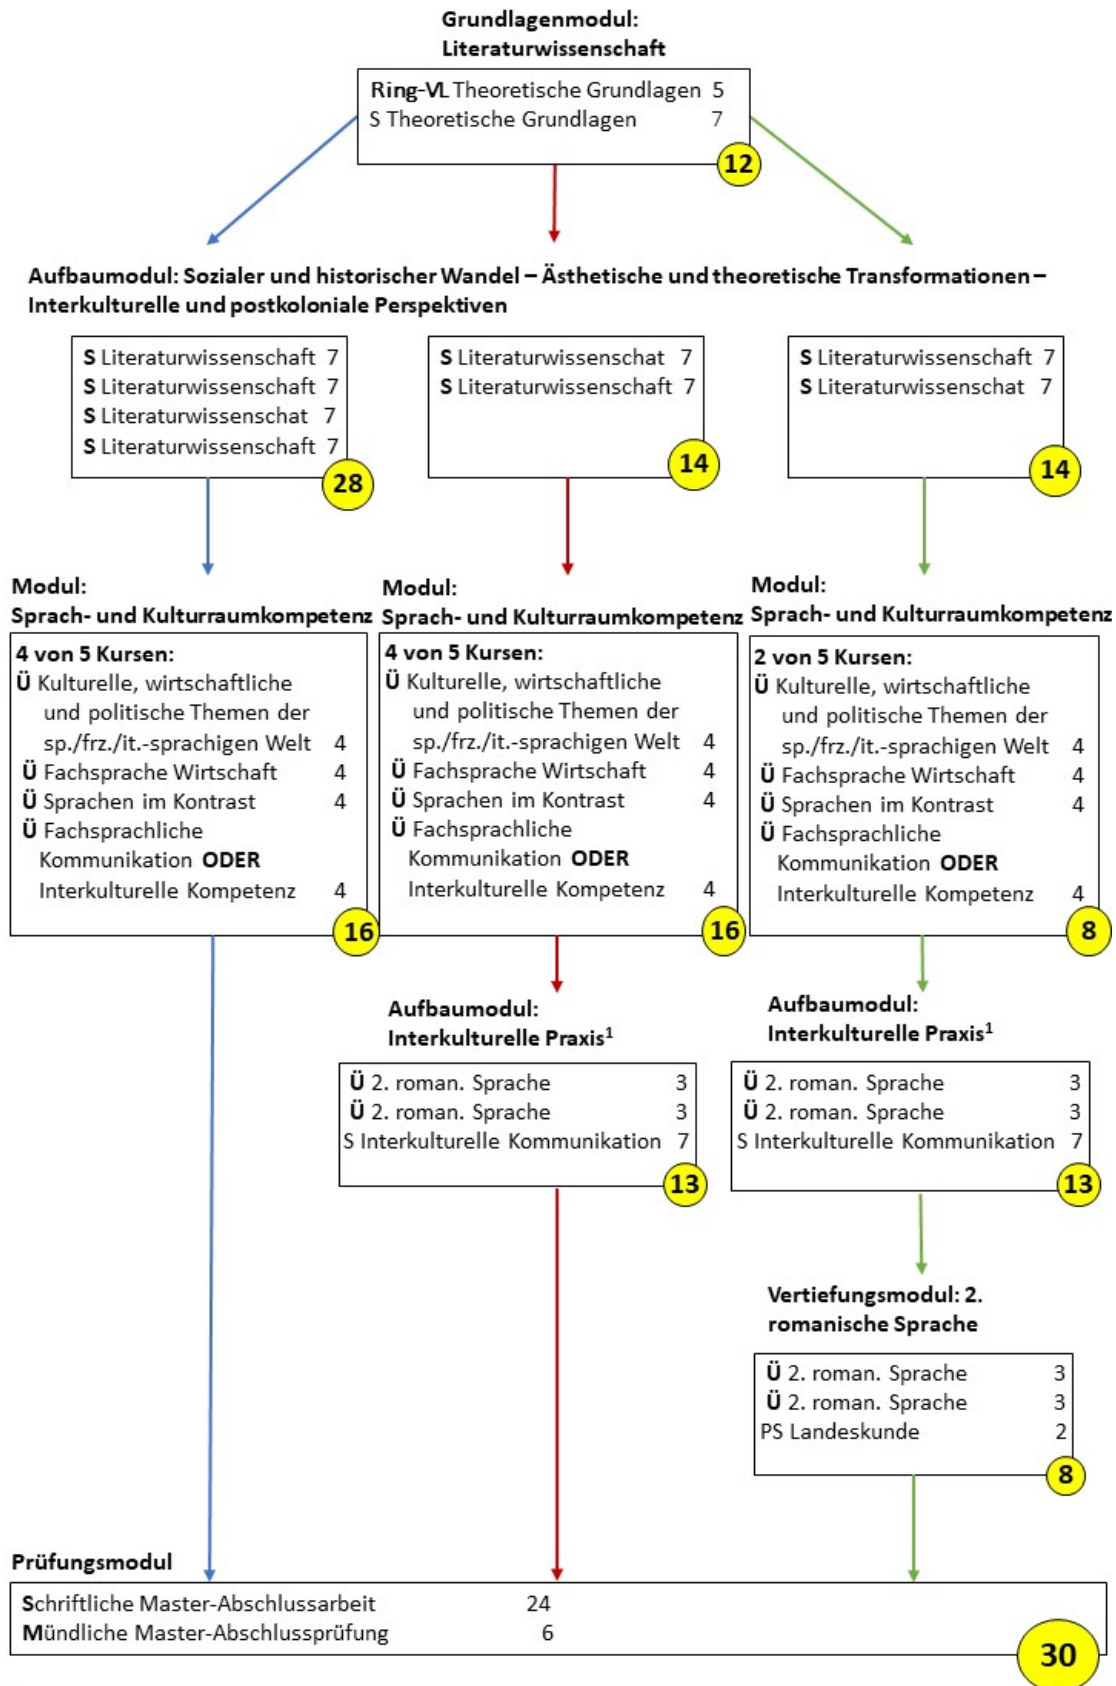 Grundlagenmodul:
Literaturwissenschaft
Ring-VL Theoretische Grundlagen 5
S Theoretische Grundlagen 7
12
Aufbaumodul: Sozialer und historischer Wandel – Ästhetische und theoretische Transformationen –
Interkulturelle und postkoloniale Perspektiven
S Literaturwissenschaft 7
S Literaturwissenschaft 7
S Literaturwissenschat 7
S Literaturwissenschaft 7
28
S Literaturwissenschat 7
S Literaturwissenschaft 7
14
S Literaturwissenschaft 7
S Literaturwissenschat 7
14
Modul:
Sprach- und Kulturraumkompetenz
4 von 5 Kursen:
Ü Kulturelle, wirtschaftliche
und politische Themen der
sp./frz./it.-sprachigen Welt 4
Ü Fachsprache Wirtschaft 4
Ü Sprachen im Kontrast 4
Ü Fachsprachliche
Kommunikation ODER
Interkulturelle Kompetenz 4
16
Modul:
Sprach- und Kulturraumkompetenz
4 von 5 Kursen:
Ü Kulturelle, wirtschaftliche
und politische Themen der
sp./frz./it.-sprachigen Welt 4
Ü Fachsprache Wirtschaft 4
Ü Sprachen im Kontrast 4
Ü Fachsprachliche
Kommunikation ODER
Interkulturelle Kompetenz 4
16
Modul:
Sprach- und Kulturraumkompetenz
2 von 5 Kursen:
Ü Kulturelle, wirtschaftliche
und politische Themen der
sp./frz./it.-sprachigen Welt 4
Ü Fachsprache Wirtschaft 4
Ü Sprachen im Kontrast 4
Ü Fachsprachliche
Kommunikation ODER
Interkulturelle Kompetenz 4
8
Aufbaumodul:
Interkulturelle Praxis¹
Ü 2. roman. Sprache 3
Ü 2. roman. Sprache 3
S Interkulturelle Kommunikation 7
13
Aufbaumodul:
Interkulturelle Praxis¹
Ü 2. roman. Sprache 3
Ü 2. roman. Sprache 3
S Interkulturelle Kommunikation 7
13
Vertiefungsmodul: 2.
romanische Sprache
Ü 2. roman. Sprache 3
Ü 2. roman. Sprache 3
PS Landeskunde 2
8
Prüfungsmodul
Schriftliche Master-Abschlussarbeit 24
Mündliche Master-Abschlussprüfung 6
30